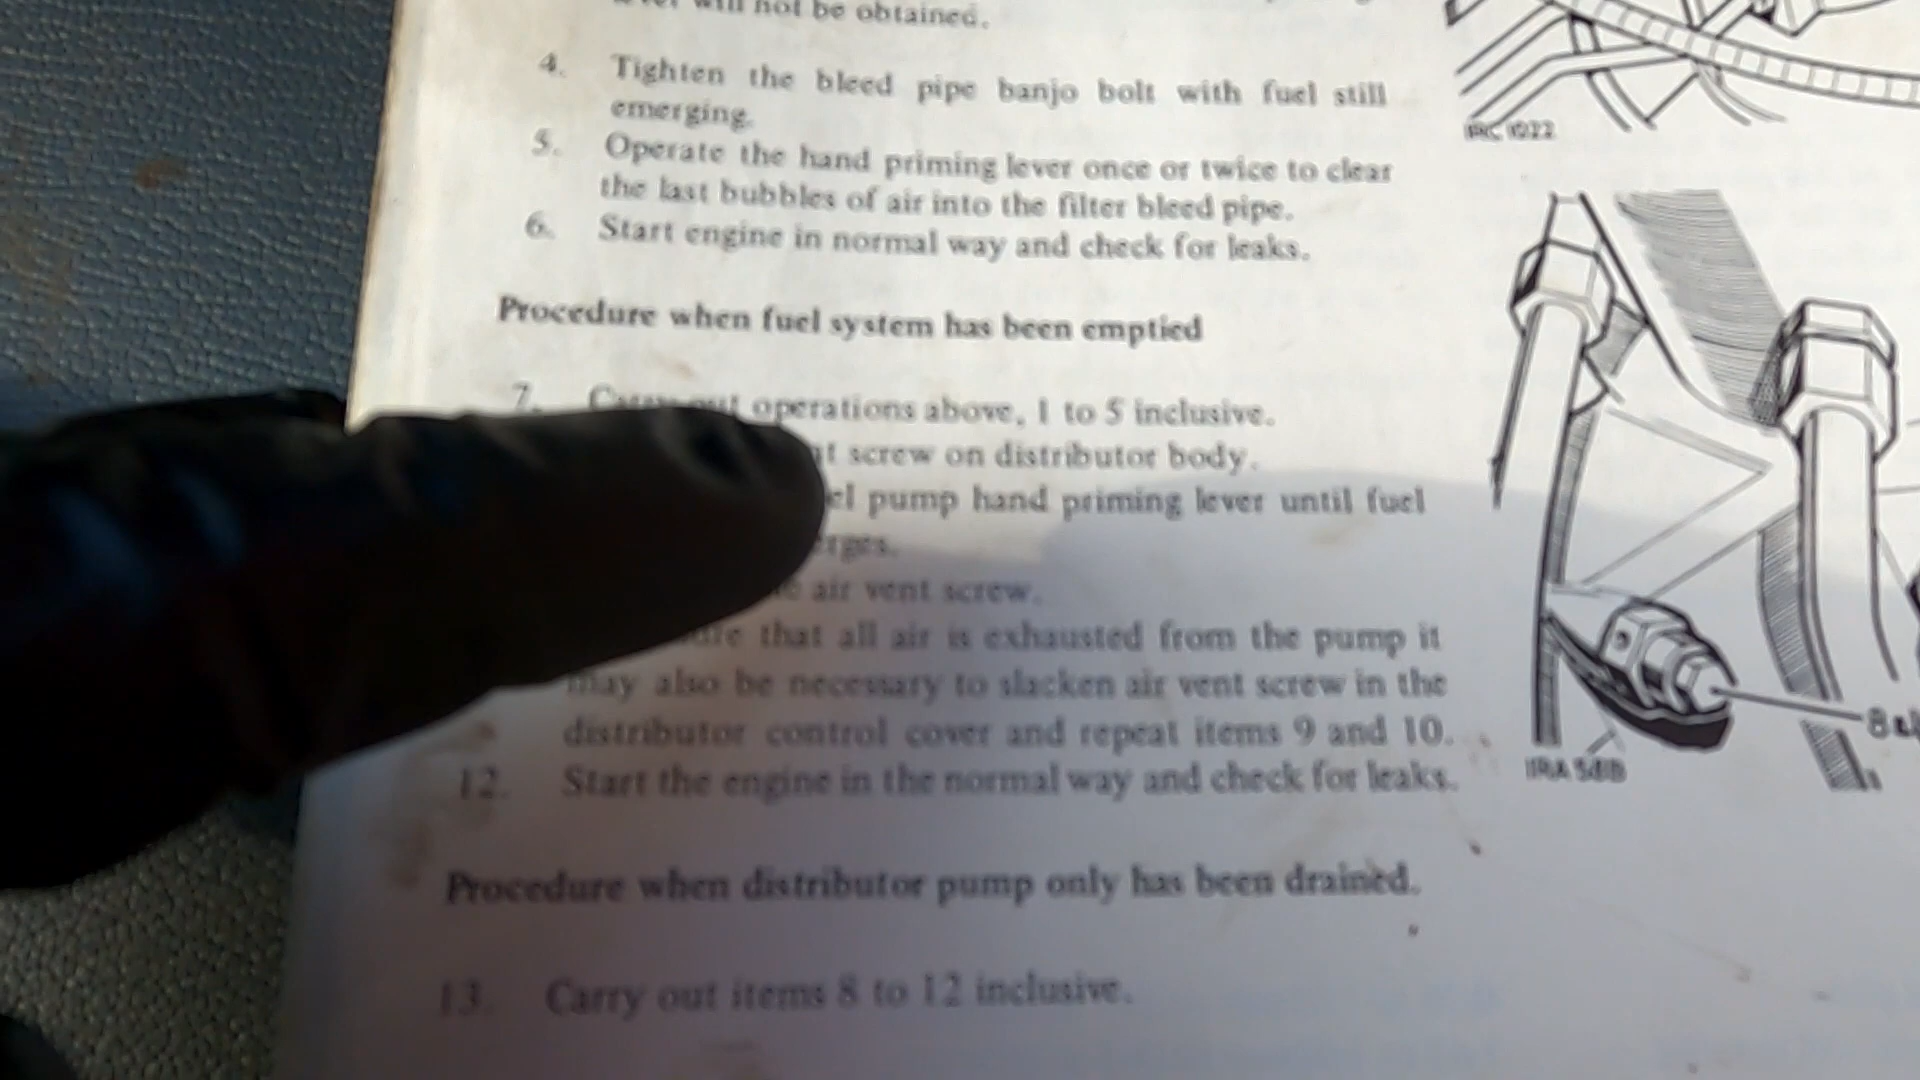 will not be obtained.
4. Tighten the bleed pipe banjo bolt with fuel still
emerging.
5. Operate the hand priming lever once or twice to clear
the last bubbles of air into the filter bleed pipe.
6. Start engine in normal way and check for leaks.
Procedure when fuel system has been emptied
7. Carry out operations above, 1 to 5 inclusive.
screw on distributor body.
pump hand priming lever until fuel
air vent screw.
that all air is exhausted from the pump it
may also be necessary to slacken air vent screw in the
distributor control cover and repeat items 9 and 10.
12. Start the engine in the normal way and check for leaks.
Procedure when distributor pump only has been drained.
13. Carry out items 8 to 12 inclusive.
1022
8